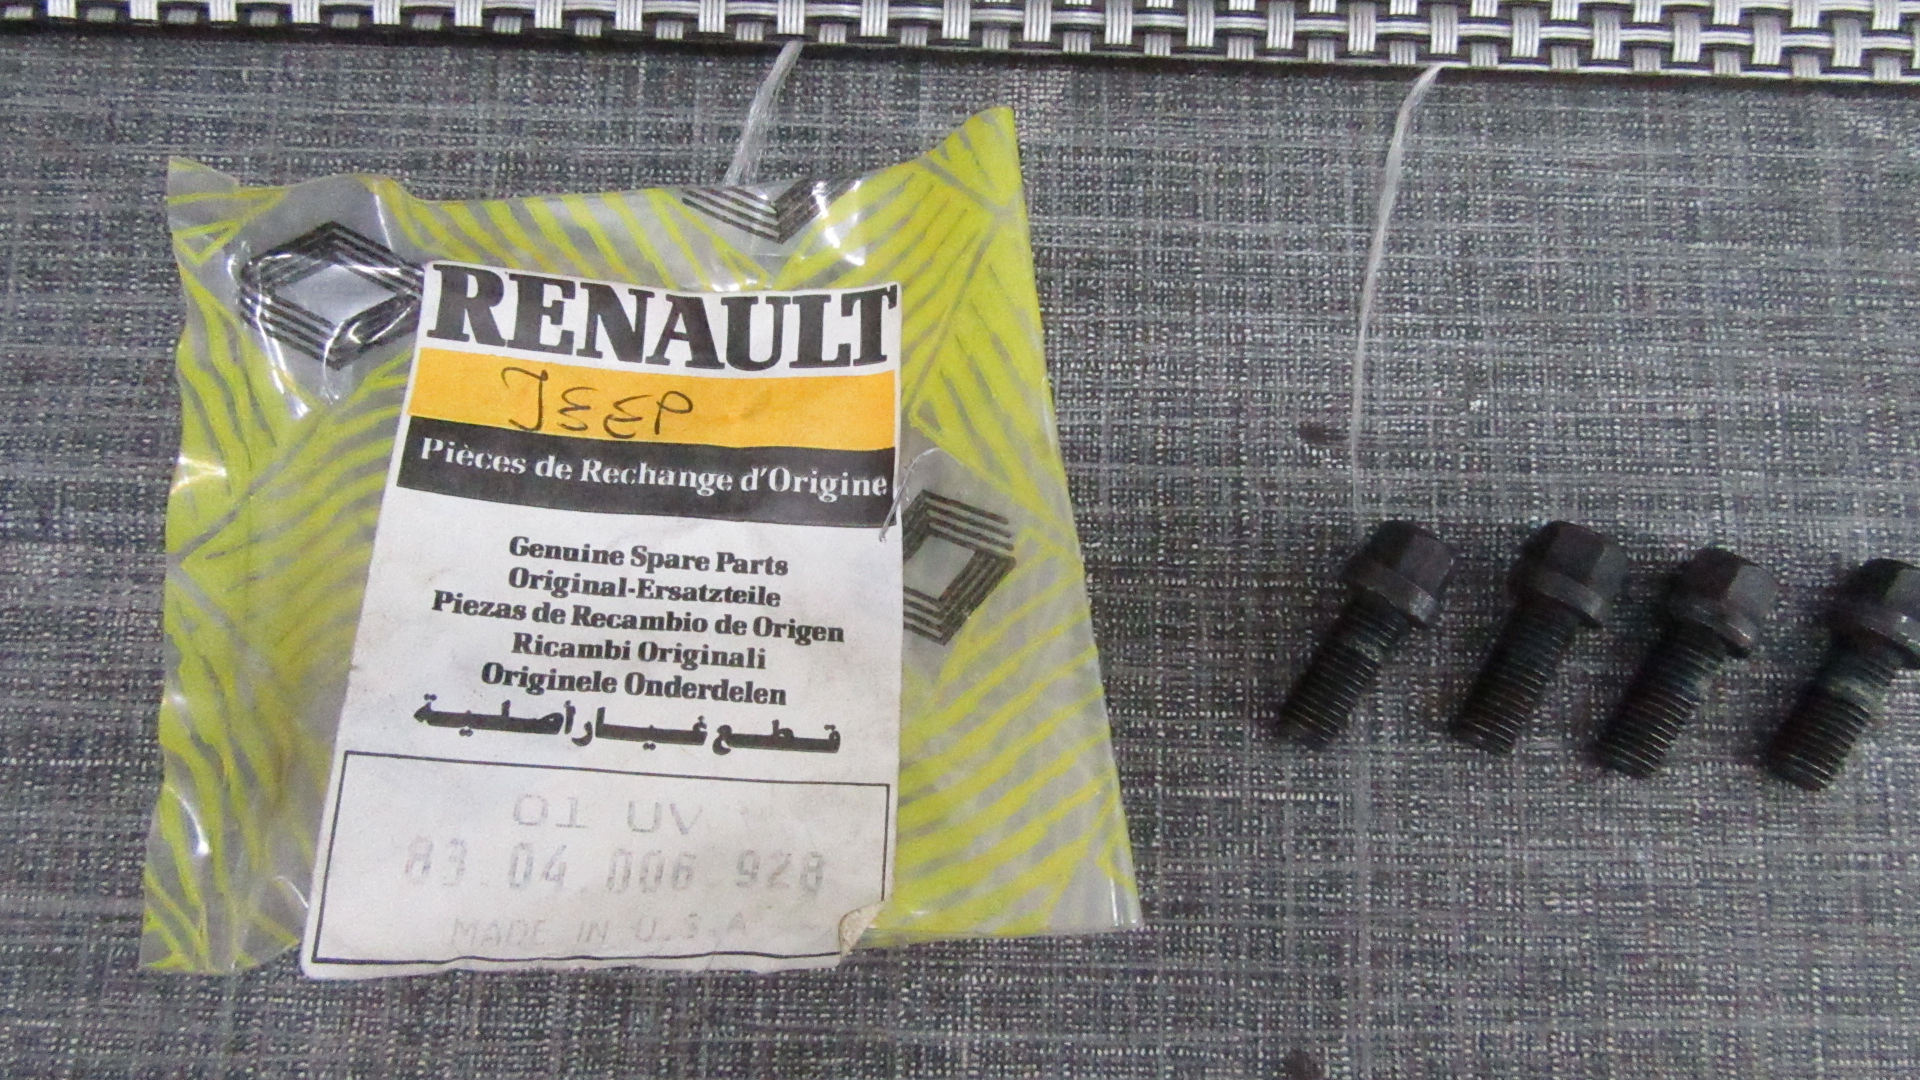 RENAULT
JEEP
Pièces de Rechange d'Origine
Genuine Spare Parts
Original-Ersatzteile
Piezas de Recambio de Origen
Ricambi Originali
Originele Onderdelen
قطع غيار أصلية
01 UV
83 04 006 928
MADE IN U.S.A